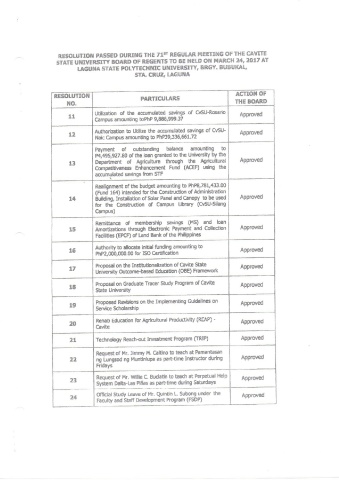 RESOLUTION PASSED DURING THE 71ST REGULAR MEETING OF THE CAVITE
STATE UNIVERSITY BOARD OF REGENTS TO BE HELD ON MARCH 24, 2017 AT
LAGUNA STATE POLYTECHNIC UNIVERSITY, BRGY. BUBUKAL,
STA. CRUZ, LAGUNA
RESOLUTION NO. PARTICULARS ACTION OF THE BOARD
11 Utilization of the accumulated savings of CvSU-Rosario Approved
Campus amounting to PhP 9,886,999.37
12 Authorization to Utilize the accumulated savings of CvSU- Approved
Main Campus amounting to PhP39,336,661.72
13 Payment of outstanding balance amounting to Approved
P4,495,927.80 of the loan granted to the University by the
Department of Agriculture through the Agricultural
Competitiveness Enhancement Fund (ACEF) using the
accumulated savings from STF
14 Realignment of the budget amounting to PhP8,781,433.00 Approved
(Fund 164) intended for the Construction of Administration
Building, Installation of Solar Panel and Canopy to be used
for the Construction of Campus Library (CvSU-Silang
Campus)
15 Remittance of membership savings (MS) and loan Approved
Amortizations through Electronic Payment and Collection
Facilities (EPCF) of Land Bank of the Philippines
16 Authority to allocate initial funding amounting to Approved
PhP2,000,000.00 for ISO Certification
17 Proposal on the Institutionalization of Cavite State Approved
University Outcome-based Education (OBE) Framework
18 Proposal on Graduate Tracer Study Program of Cavite Approved
State University
19 Proposed Revisions on the Implementing Guidelines on Approved
Service Scholarship
20 Kenaf Education for Agricultural Productivity (KEAP) - Approved
Cavite
21 Technology Reach-out Investment Program (TRIP) Approved
22 Request of Mr. Jimmy M. to teach at Pamantasan Approved
ng Lungsod ng Muntinlupa as part-time instructor during
Fridays
23 Request of Mr. Willie C. Buclatin to teach at Perpetual Help Approved
System Dalta-Las Piñas as part-time during Saturdays
24 Official Study Leave of Mr. Quintin L. Subong under the Approved
Faculty and Staff Development Program (FSDP)